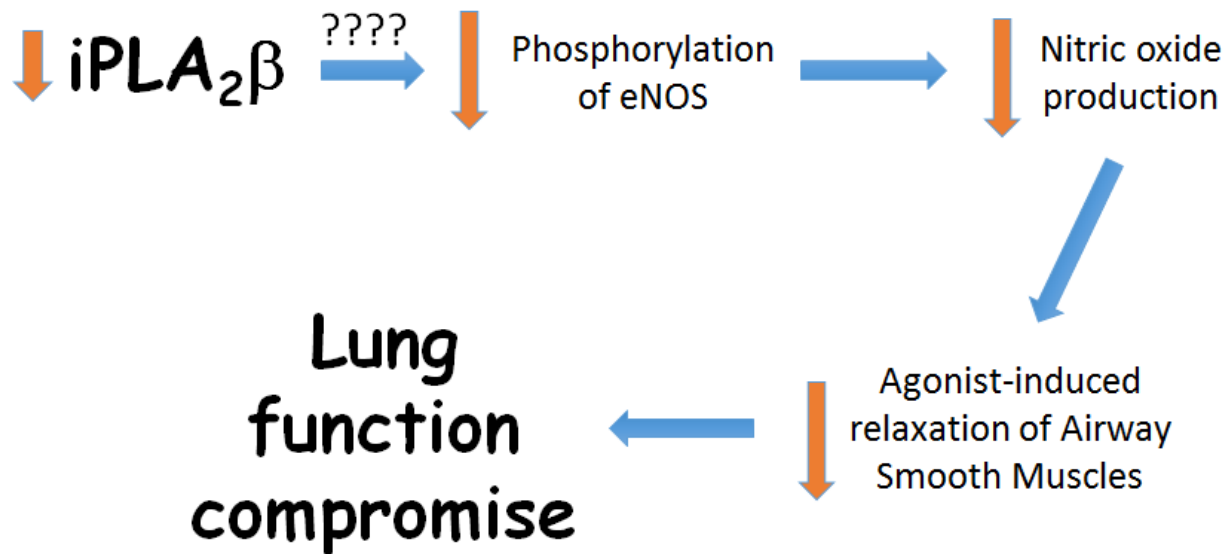 iPLA₂β
????
Phosphorylation
of eNOS
Nitric oxide
production
Agonist-induced
relaxation of Airway
Smooth Muscles
Lung
function
compromise